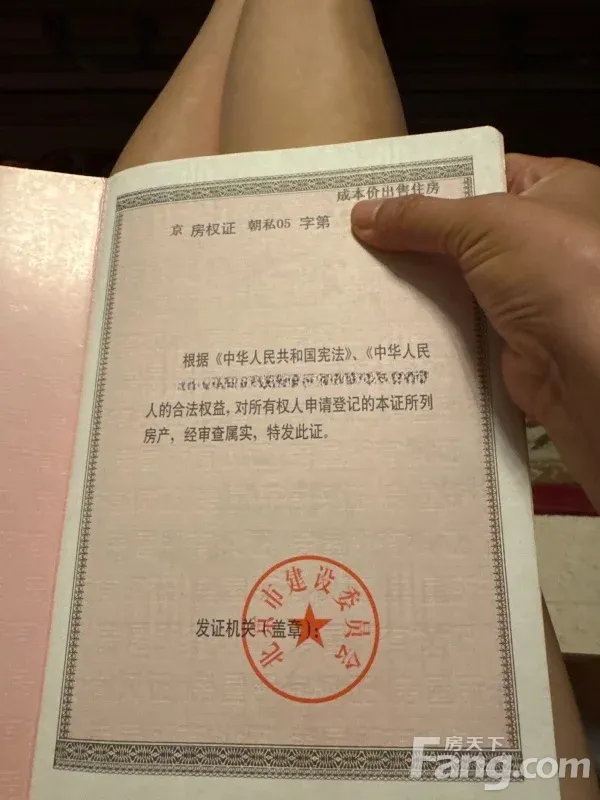 成本价出售住房
京 房权证 朝私05 字第
根据《中华人民共和国宪法》、《中华人民
人的合法权益，对所有权人申请登记的本证所列
房产，经审查属实，特发此证。
发证机关（盖章）：
北京市建设委员会
房天下
Fang.com